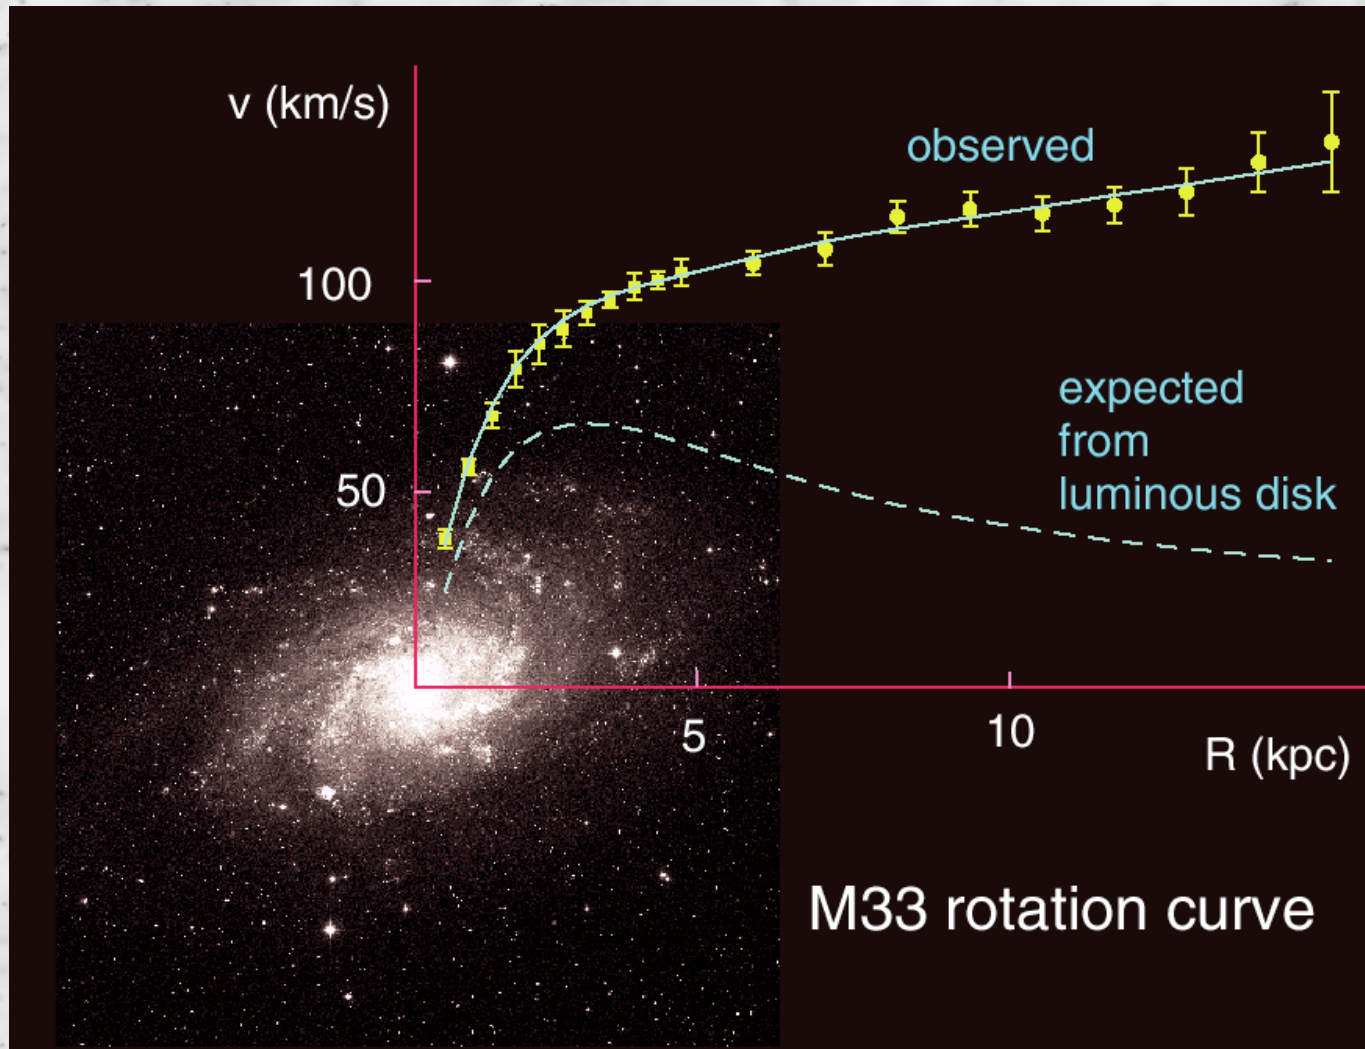 v (km/s)
observed
100
expected
from
luminous disk
50
5
10
R (kpc)
M33 rotation curve